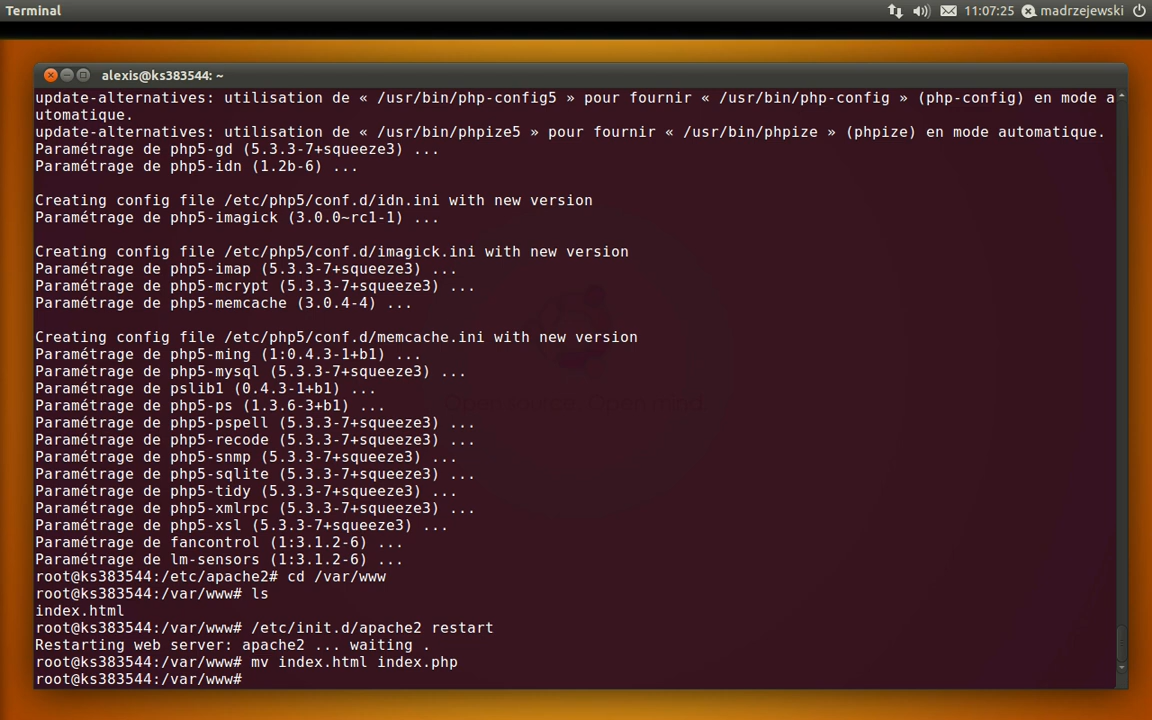 Terminal
11:07:25
madrzejewski
alexis@ks383544: ~
update-alternatives: utilisation de « /usr/bin/php-config5 » pour fournir « /usr/bin/php-config » (php-config) en mode a
utomatique.
update-alternatives: utilisation de « /usr/bin/phpize5 » pour fournir « /usr/bin/phpize » (phpize) en mode automatique.
Paramétrage de php5-gd (5.3.3-7+squeeze3) ...
Paramétrage de php5-idn (1.2b-6) ...
Creating config file /etc/php5/conf.d/idn.ini with new version
Paramétrage de php5-imagick (3.0.0~rc1-1) ...
Creating config file /etc/php5/conf.d/imagick.ini with new version
Paramétrage de php5-imap (5.3.3-7+squeeze3) ...
Paramétrage de php5-mcrypt (5.3.3-7+squeeze3) ...
Paramétrage de php5-memcache (3.0.4-4) ...
Creating config file /etc/php5/conf.d/memcache.ini with new version
Paramétrage de php5-ming (1:0.4.3-1+b1) ...
Paramétrage de php5-mysql (5.3.3-7+squeeze3) ...
Paramétrage de pslib1 (0.4.3-1+b1) ...
Paramétrage de php5-ps (1.3.6-3+b1) ...
Paramétrage de php5-pspell (5.3.3-7+squeeze3) ...
Paramétrage de php5-recode (5.3.3-7+squeeze3) ...
Paramétrage de php5-snmp (5.3.3-7+squeeze3) ...
Paramétrage de php5-sqlite (5.3.3-7+squeeze3) ...
Paramétrage de php5-tidy (5.3.3-7+squeeze3) ...
Paramétrage de php5-xmlrpc (5.3.3-7+squeeze3) ...
Paramétrage de php5-xsl (5.3.3-7+squeeze3) ...
Paramétrage de fancontrol (1:3.1.2-6) ...
Paramétrage de lm-sensors (1:3.1.2-6) ...
root@ks383544:/etc/apache2# cd /var/www
root@ks383544:/var/www# ls
index.html
root@ks383544:/var/www# /etc/init.d/apache2 restart
Restarting web server: apache2 ... waiting .
root@ks383544:/var/www# mv index.html index.php
root@ks383544:/var/www#